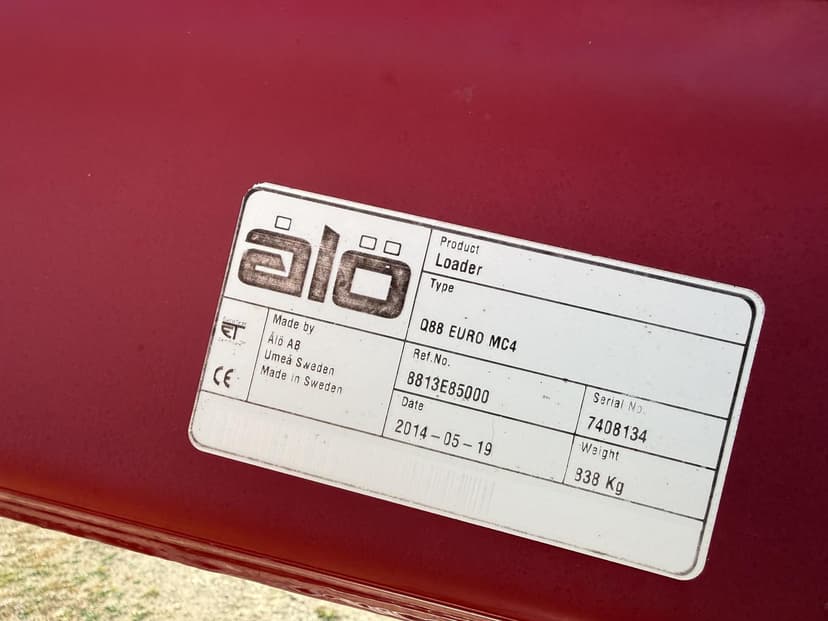 ålö
Product
Loader
Type
Q88 EURO MC4
ET
CE
Made by
Ålö AB
Umeå Sweden
Made in Sweden
Ref.No.
8813E85000
Serial No.
7408134
Date
2014-05-19
Weight
Kg